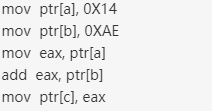 mov  ptr[a], 0X14
mov  ptr[b], 0XAE
mov  eax, ptr[a]
add  eax, ptr[b]
mov  ptr[c], eax